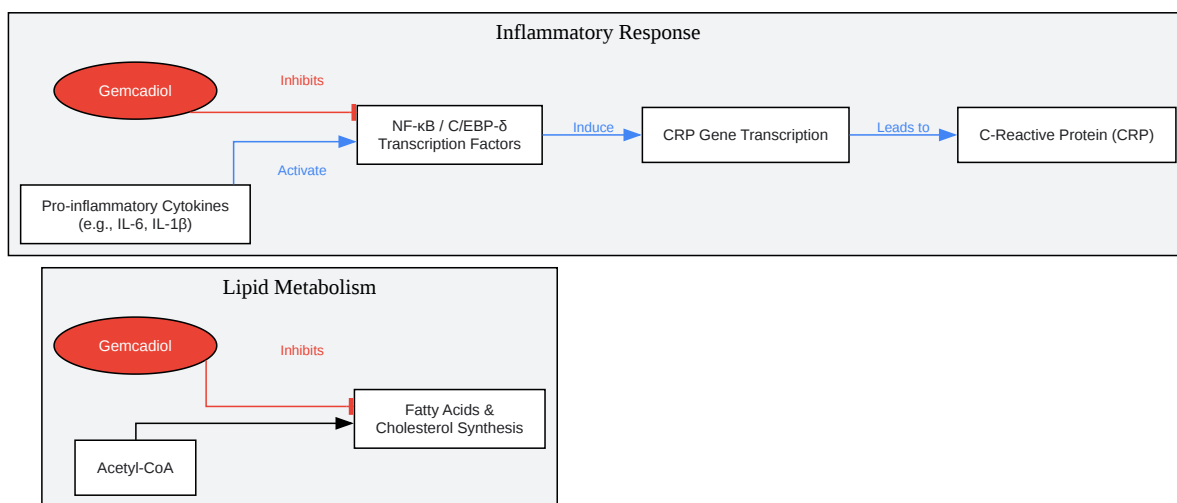 Inflammatory Response
Gemcadiol
Inhibits
NF-κB / C/EBP-δ
Transcription Factors
Induce
CRP Gene Transcription
Leads to
C-Reactive Protein (CRP)
Activate
Pro-inflammatory Cytokines
(e.g., IL-6, IL-1β)
Lipid Metabolism
Gemcadiol
Inhibits
Fatty Acids &
Cholesterol Synthesis
Acetyl-CoA